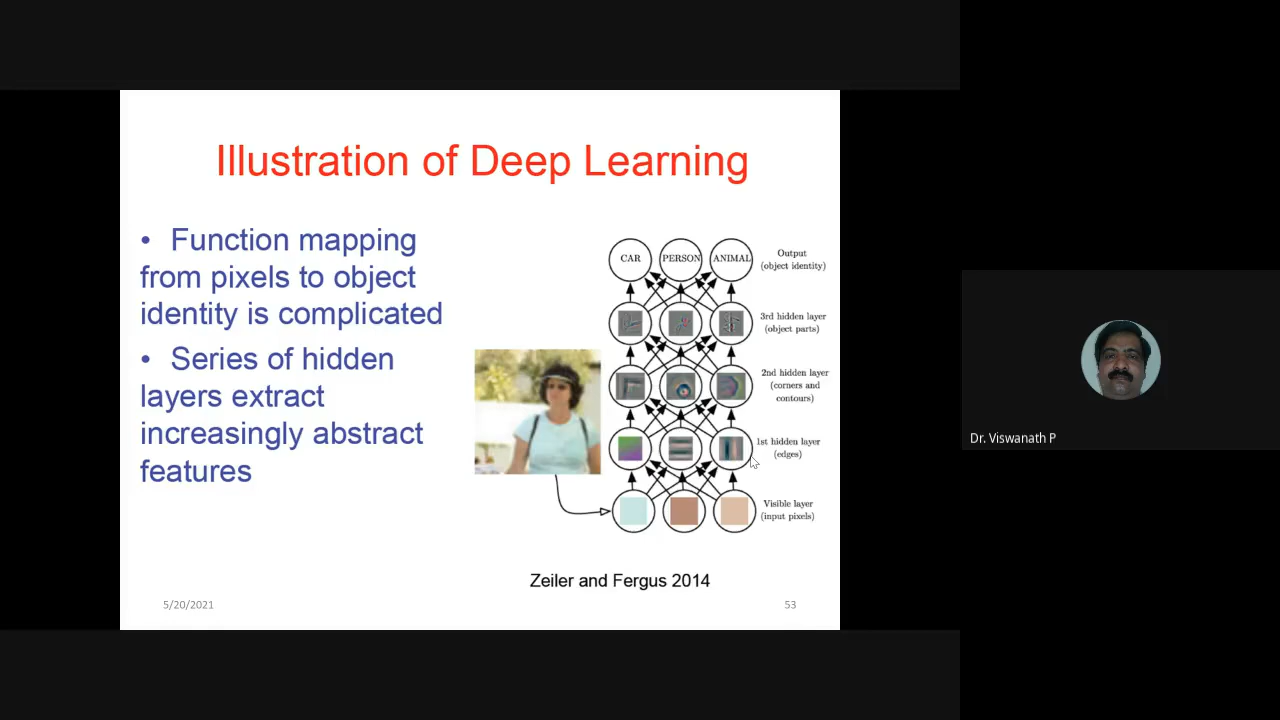 Illustration of Deep Learning
• Function mapping
from pixels to object
identity is complicated
• Series of hidden
layers extract
increasingly abstract
features
CAR PERSON ANIMAL
Output
(object identity)
3rd hidden layer
(object parts)
2nd hidden layer
(corners and
contours)
1st hidden layer
(edges)
Visible layer
(input pixels)
Zeiler and Fergus 2014
5/20/2021
53
Dr. Viswanath P